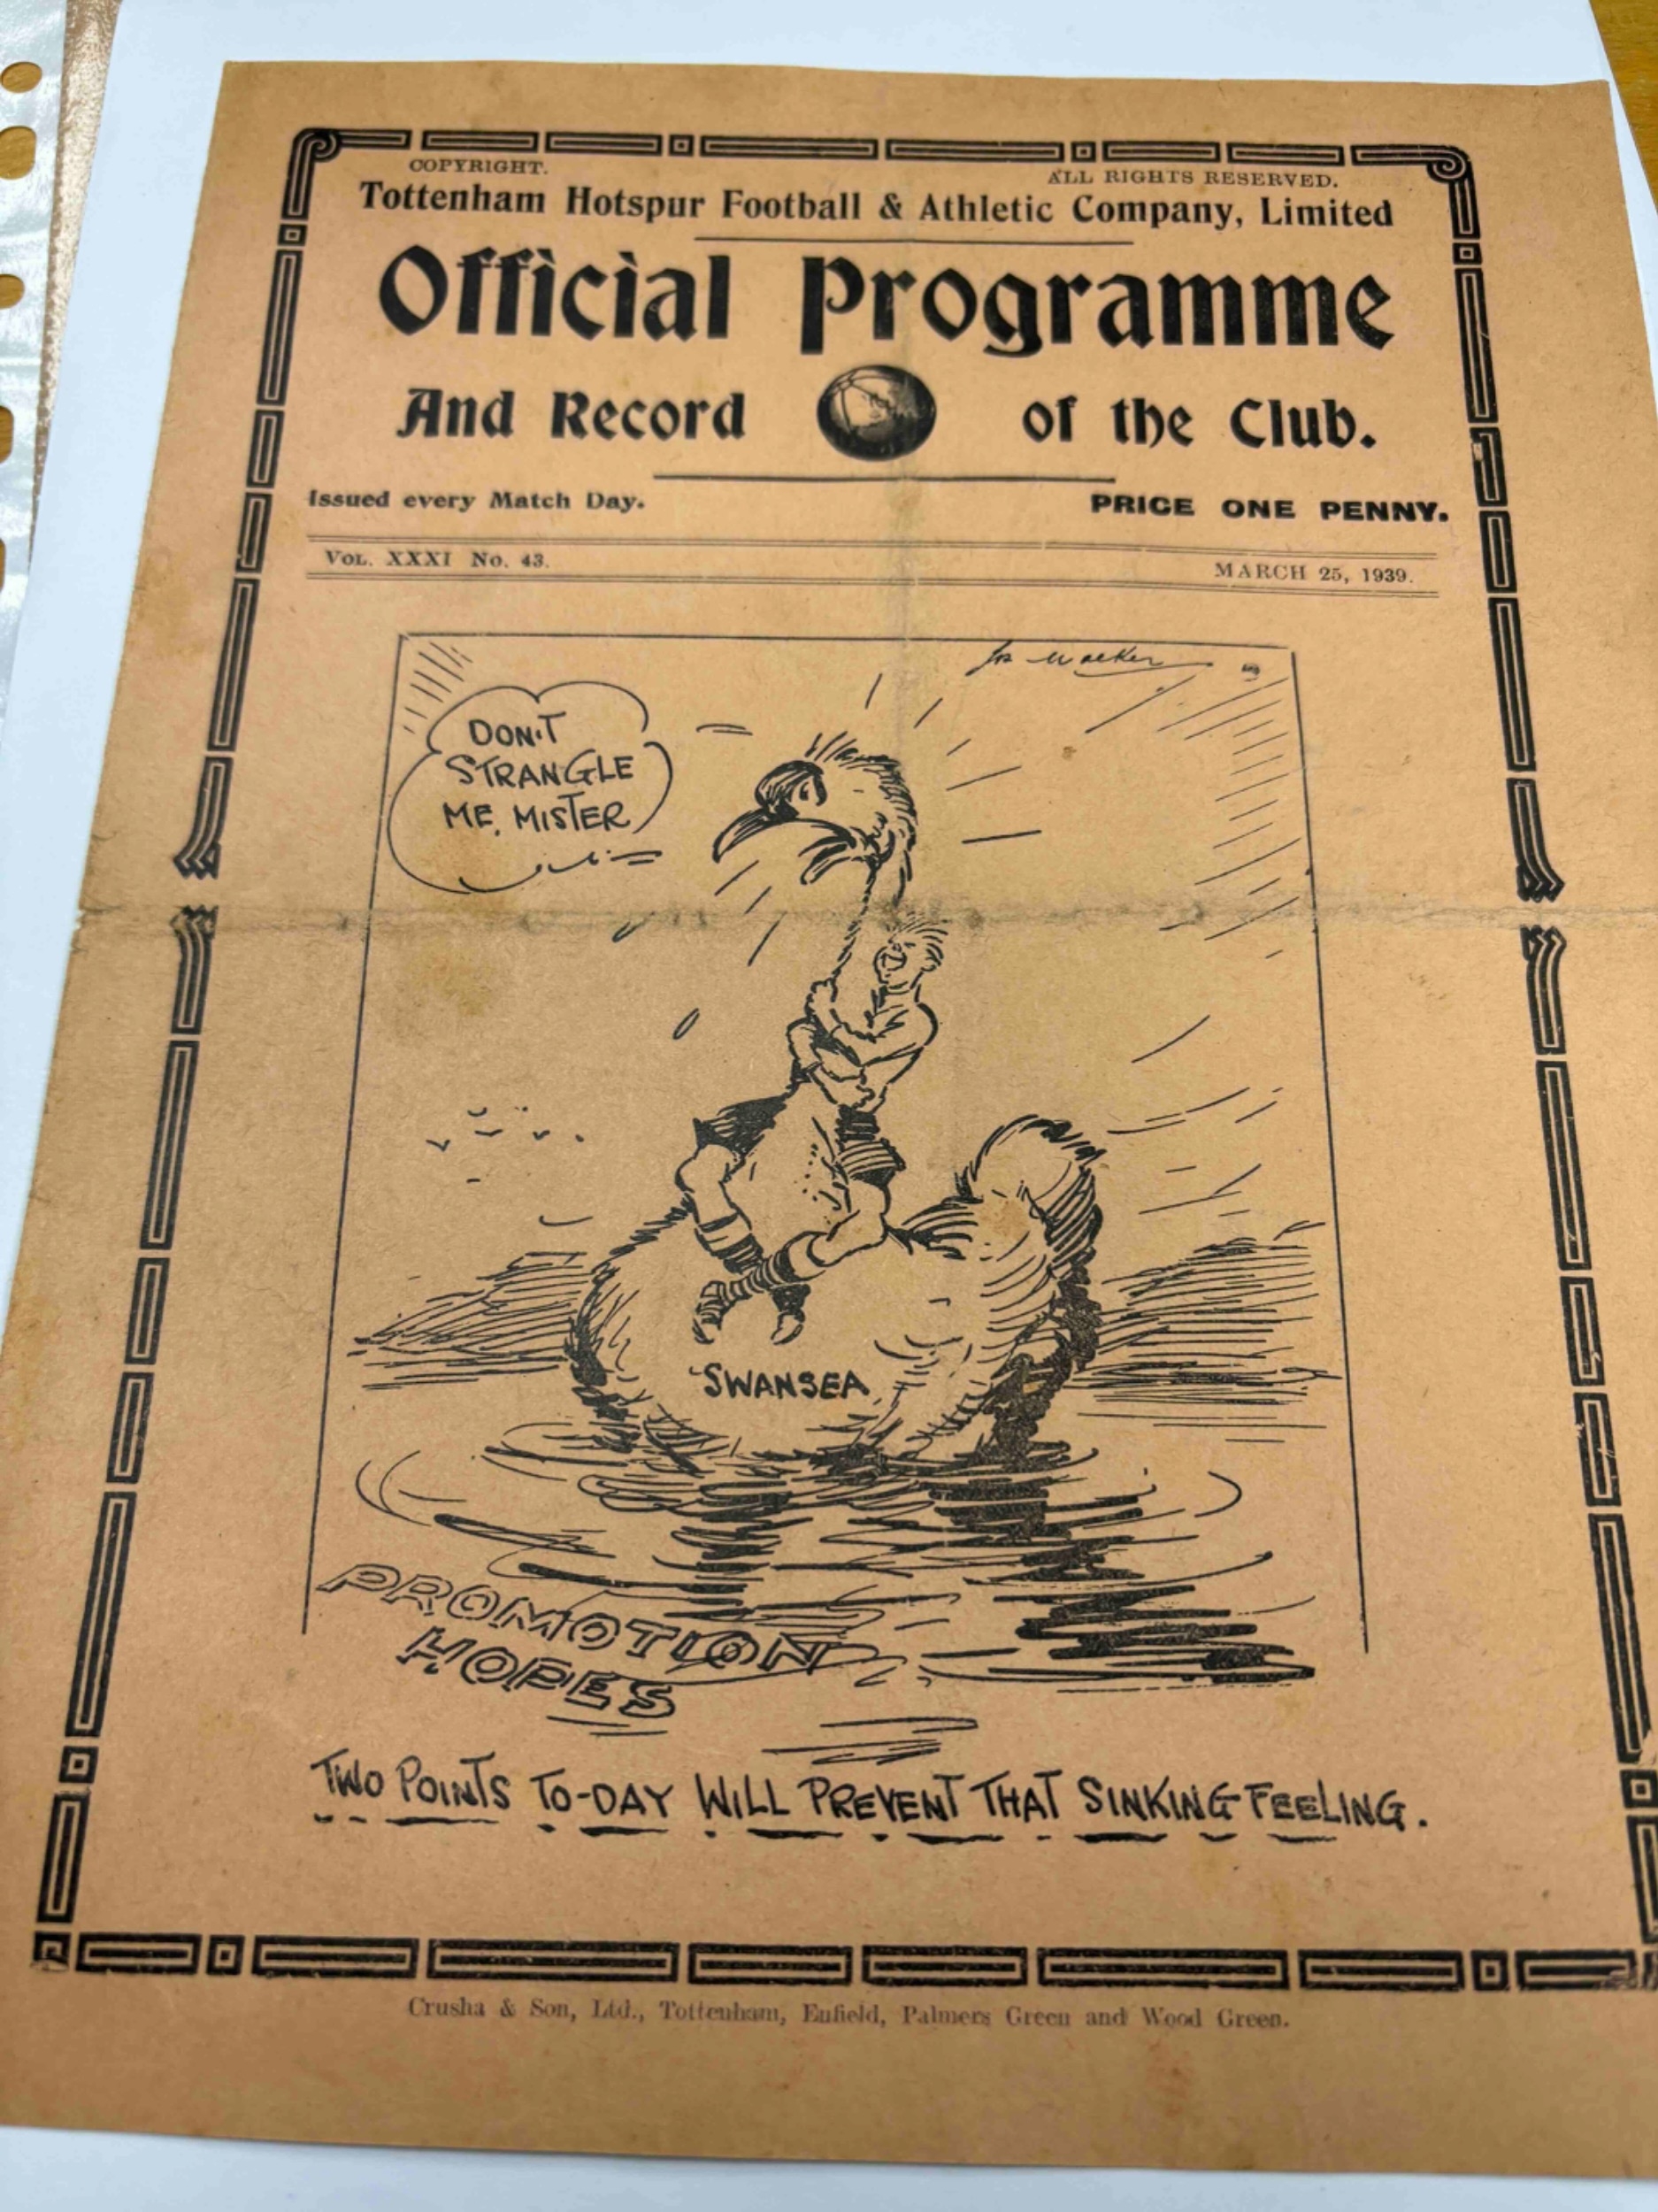 COPYRIGHT. ALL RIGHTS RESERVED.
Tottenham Hotspur Football & Athletic Company, Limited
Official Programme
And Record of the Club.
Issued every Match Day. PRICE ONE PENNY.
VOL. XXXI No. 43. MARCH 25, 1939.
DON'T
STRANGLE
ME, MISTER
SWANSEA
PROMOTION
HOPES
TWO POINTS TO-DAY WILL PREVENT THAT SINKING FEELING.
Crusha & Son, Ltd., Tottenham, Enfield, Palmers Green and Wood Green.